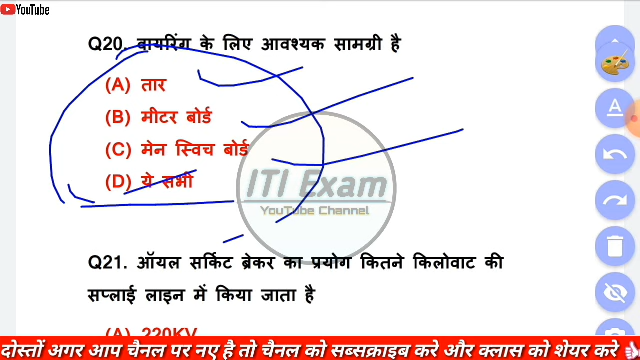 YouTube
Q20. वायरिंग के लिए आवश्यक सामग्री है
(A) तार
(B) मीटर बोर्ड
(C) मेन स्विच बोर्ड
(D) ये सभी
ITI Exam
YouTube Channel
Q21. ऑयल सर्किट ब्रेकर का प्रयोग कितने किलोवाट की
सप्लाई लाइन में किया जाता है
(A) 220KV
दोस्तों अगर आप चैनल पर नए है तो चैनल को सब्सक्राइब करे और क्लास को शेयर करे